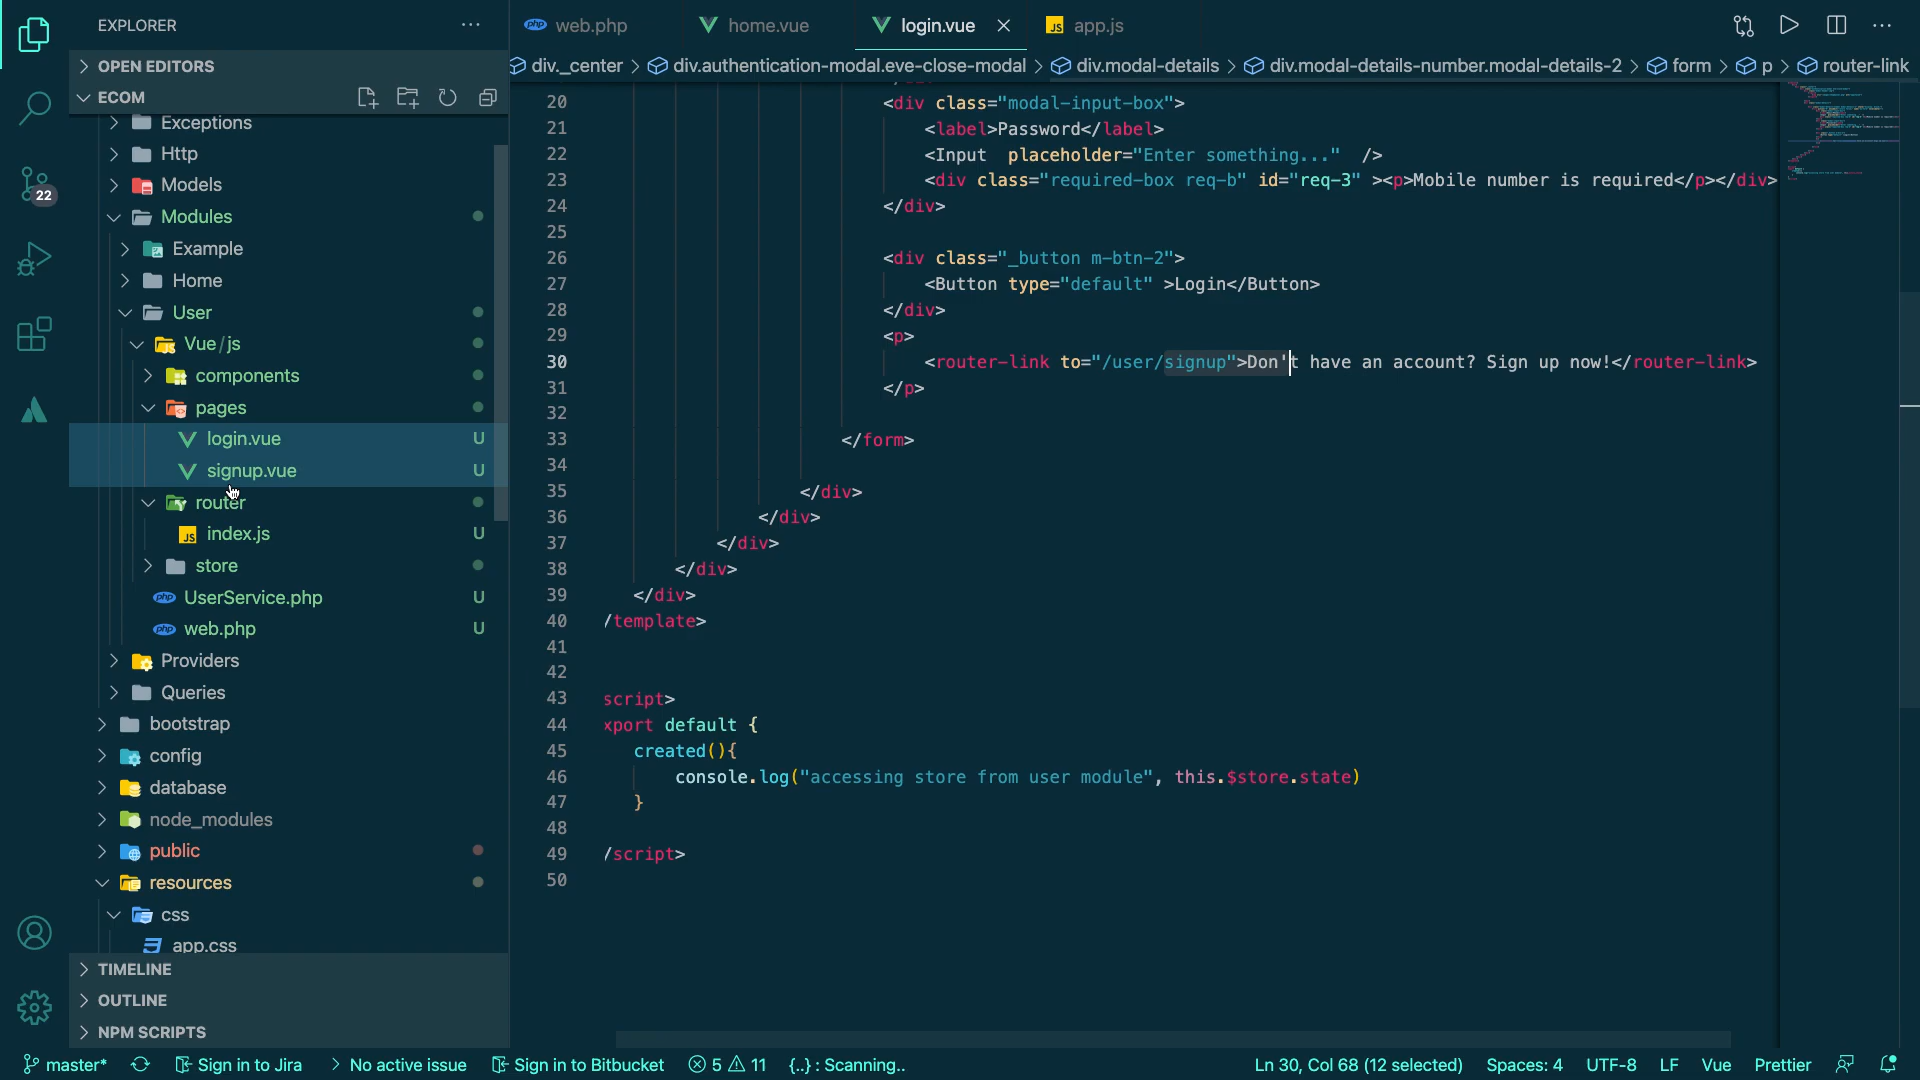 EXPLORER
OPEN EDITORS
ECOM
Exceptions
Http
Models
Modules
Example
Home
User
Vue/js
components
pages
login.vue U
signup.vue U
router
index.js U
store
UserService.php U
web.php U
Providers
Queries
bootstrap
config
database
node_modules
public
resources
css
app.css
TIMELINE
OUTLINE
NPM SCRIPTS
22
web.php
home.vue
login.vue
JS app.js
div._center > div.authentication-modal.eve-close-modal > div.modal-details > div.modal-details-number.modal-details-2 > form > p > router-link
20 <div class="modal-input-box">
21 <label>Password</label>
22 <Input  placeholder="Enter something..." />
23 <div class="required-box req-b" id="req-3" ><p>Mobile number is required</p></div>
24 </div>
25
26 <div class="_button m-btn-2">
27 <Button type="default" >Login</Button>
28 </div>
29 <p>
30 <router-link to="/user/signup">Don't have an account? Sign up now!</router-link>
31 </p>
32
33 </form>
34
35 </div>
36 </div>
37 </div>
38 </div>
39 </div>
40 /template>
41
42
43 script>
44 xport default {
45 created(){
46 console.log("accessing store from user module", this.$store.state)
47 }
48
49 /script>
50
master* Sign in to Jira No active issue Sign in to Bitbucket 5 11 {..} : Scanning.. Ln 30, Col 68 (12 selected) Spaces: 4 UTF-8 LF Vue Prettier